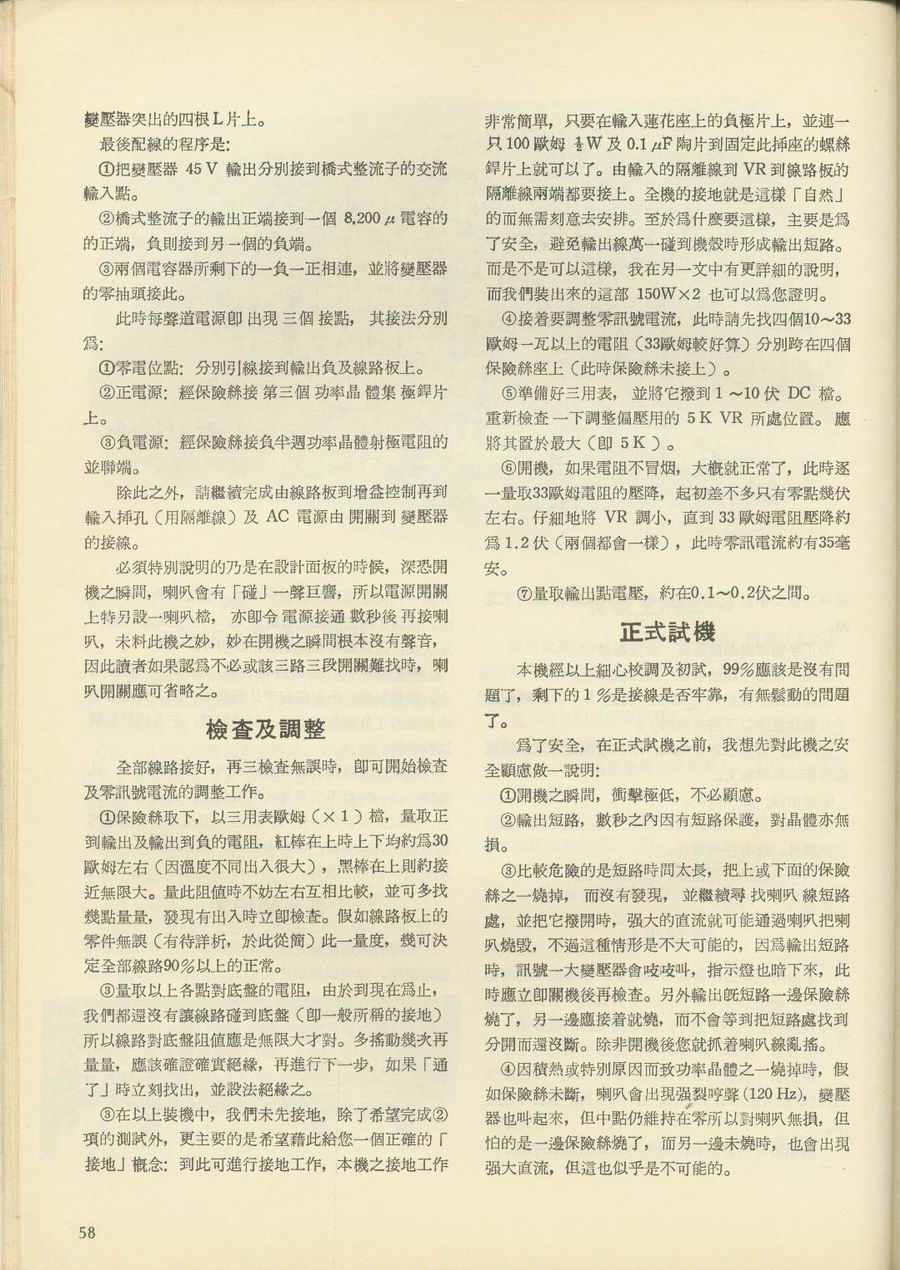 變壓器突出的四根L片上。
最後配線的程序是:
①把變壓器 45 V 輸出分別接到橋式整流子的交流
輸入點。
②橋式整流子的輸出正端接到一個 8,200 μ 電容的
的正端，負則接到另一個的負端。
③兩個電容器所剩下的一負一正相連，並將變壓器
的零抽頭接此。
此時每聲道電源卽 出現 三個 接點， 其接法分別
爲:
①零電位點: 分別引線接到輸出負及線路板上。
②正電源: 經保險絲接 第三個 功率晶 體集 極銲片
上。
③負電源: 經保險絲接負半週功率晶體射極電阻的
並聯端。
除此之外，請繼續完成由線路板到增益控制再到
輸入揷孔（用隔離線）及 AC 電源由 開關到 變壓器
的接線。
必須特別說明的乃是在設計面板的時候，深恐開
機之瞬間，喇叭會有「碰」一聲巨響，所以電源開關
上特另設一喇叭檔， 亦卽令 電源接通 數秒後 再接喇
叭，未料此機之妙，妙在開機之瞬間根本沒有聲音，
因此讀者如果認爲不必或該三路三段開關難找時，喇
叭開關應可省略之。
檢查及調整
全部線路接好，再三檢查無誤時，卽可開始檢查
及零訊號電流的調整工作。
①保險絲取下，以三用表歐姆（×1）檔，量取正
到輸出及輸出到負的電阻，紅棒在上時上下均約爲30
歐姆左右（因溫度不同出入很大），黑棒在上則約接
近無限大。量此阻値時不妨左右互相比較，並可多找
幾點量量，發現有出入時立卽檢查。假如線路板上的
零件無誤（有待詳析，於此從簡）此一量度，幾可決
定全部線路90％以上的正常。
③量取以上各點對底盤的電阻，由於到現在爲止，
我們都還沒有讓線路碰到底盤（卽一般所稱的接地）
所以線路對底盤阻值應是無限大才對。多搖動幾次再
量量，應該確證確實絕緣，再進行下一步，如果「通
了」時立刻找出，並設法絕緣之。
③在以上裝機中，我們未先接地，除了希望完成②
項的測試外，更主要的是希望藉此給您一個正確的「
接地」概念: 到此可進行接地工作，本機之接地工作
非常簡單，只要在輸入蓮花座上的負極片上，並連一
只 100 歐姆 ½W 及 0.1 μF 陶片到固定此揷座的螺絲
銲片上就可以了。由輸入的隔離線到 VR 到線路板的
隔離線兩端都要接上。全機的接地就是這樣「自然」
的而無需刻意去安排。至於爲什麼要這樣，主要是爲
了安全，避免輸出線萬一碰到機殼時形成輸出短路。
而是不是可以這樣，我在另一文中有更詳細的說明，
而我們裝出來的這部 150W×2 也可以爲您證明。
④接着要調整零訊號電流，此時請先找四個10～33
歐姆一瓦以上的電阻（33歐姆較好算）分別跨在四個
保險絲座上（此時保險絲未接上）。
⑤準備好三用表， 並將它撥到 1 ～10 伏 DC 檔。
重新檢查一下調整偏壓用的 5 K VR 所處位置。 應
將其置於最大（卽 5 K ）。
⑥開機，如果電阻不冒烟，大槪就正常了，此時逐
一量取33歐姆電阻的壓降，起初差不多只有零點幾伏
左右。仔細地將 VR 調小，直到 33 歐姆電阻壓降約
爲 1.2 伏（兩個都會一樣），此時零訊電流約有35毫
安。
⑦量取輸出點電壓，約在0.1～0.2伏之間。
正式試機
本機經以上細心校調及初試，99％應該是沒有問
題了，剩下的 1 ％是接線是否牢靠，有無鬆動的問題
了。
爲了安全，在正式試機之前，我想先對此機之安
全顧慮做一說明:
①開機之瞬間，衝擊極低，不必顧慮。
②輸出短路，數秒之內因有短路保護，對晶體亦無
損。
③比較危險的是短路時間太長，把上或下面的保險
絲之一燒掉， 而沒有發現， 並繼續尋 找喇叭 線短路
處，並把它撥開時，强大的直流就可能通過喇叭把喇
叭燒毀，不過這種情形是不大可能的，因爲輸出短路
時，訊號一大變壓器會吱吱叫，指示燈也暗下來，此
時應立卽關機後再檢查。另外輸出旣短路一邊保險絲
燒了，另一邊應接着就燒，而不會等到把短路處找到
分開而還沒斷。除非開機後您就抓着喇叭線亂搖。
④因積熱或特別原因而致功率晶體之一燒掉時，假
如保險絲未斷，喇叭會出現强裂哼聲 (120 Hz)，變壓
器也叫起來，但中點仍維持在零所以對喇叭無損，但
怕的是一邊保險絲燒了，而另一邊未燒時，也會出現
强大直流，但這也似乎是不可能的。
58